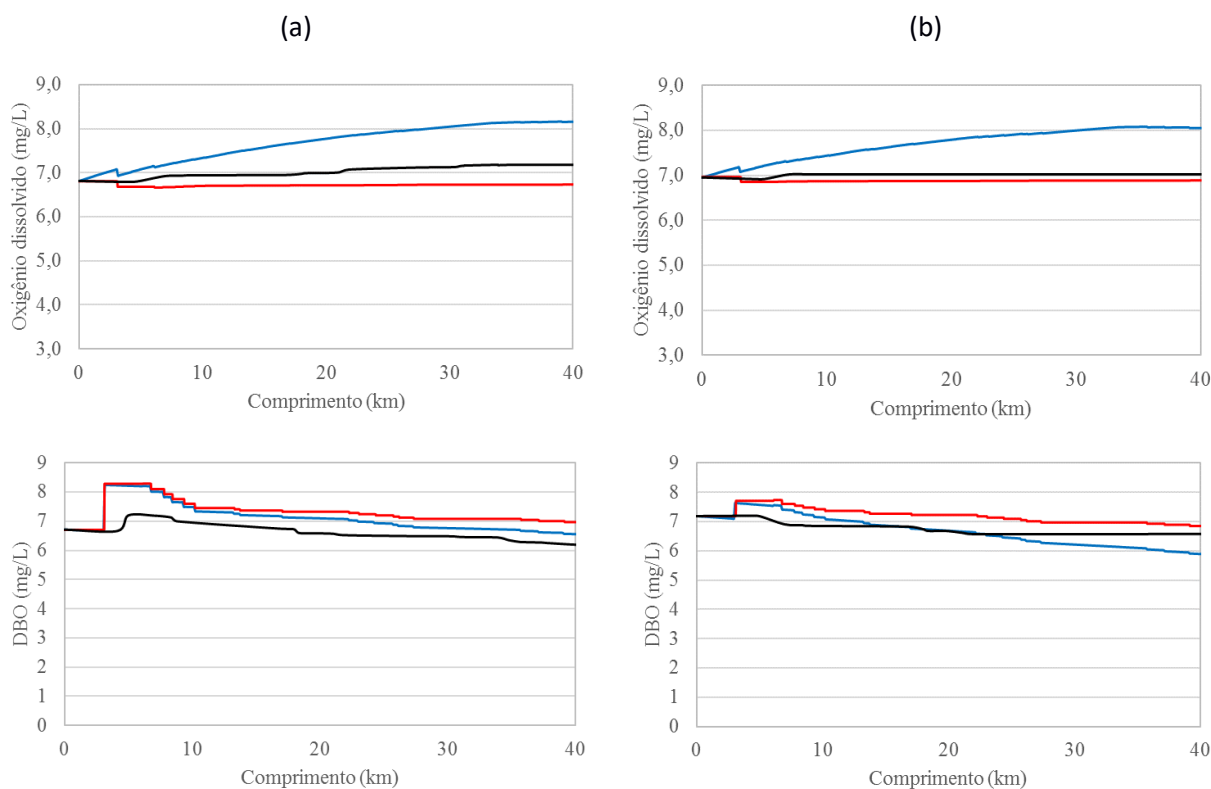 (a)
(b)
Oxigênio dissolvido (mg/L)
9,0
8,0
7,0
6,0
5,0
4,0
3,0
0 10 20 30 40
Comprimento (km)
Oxigênio dissolvido (mg/L)
9,0
8,0
7,0
6,0
5,0
4,0
3,0
0 10 20 30 40
Comprimento (km)
DBO (mg/L)
9
8
7
6
5
4
3
2
1
0
0 10 20 30 40
Comprimento (km)
DBO (mg/L)
9
8
7
6
5
4
3
2
1
0
0 10 20 30 40
Comprimento (km)